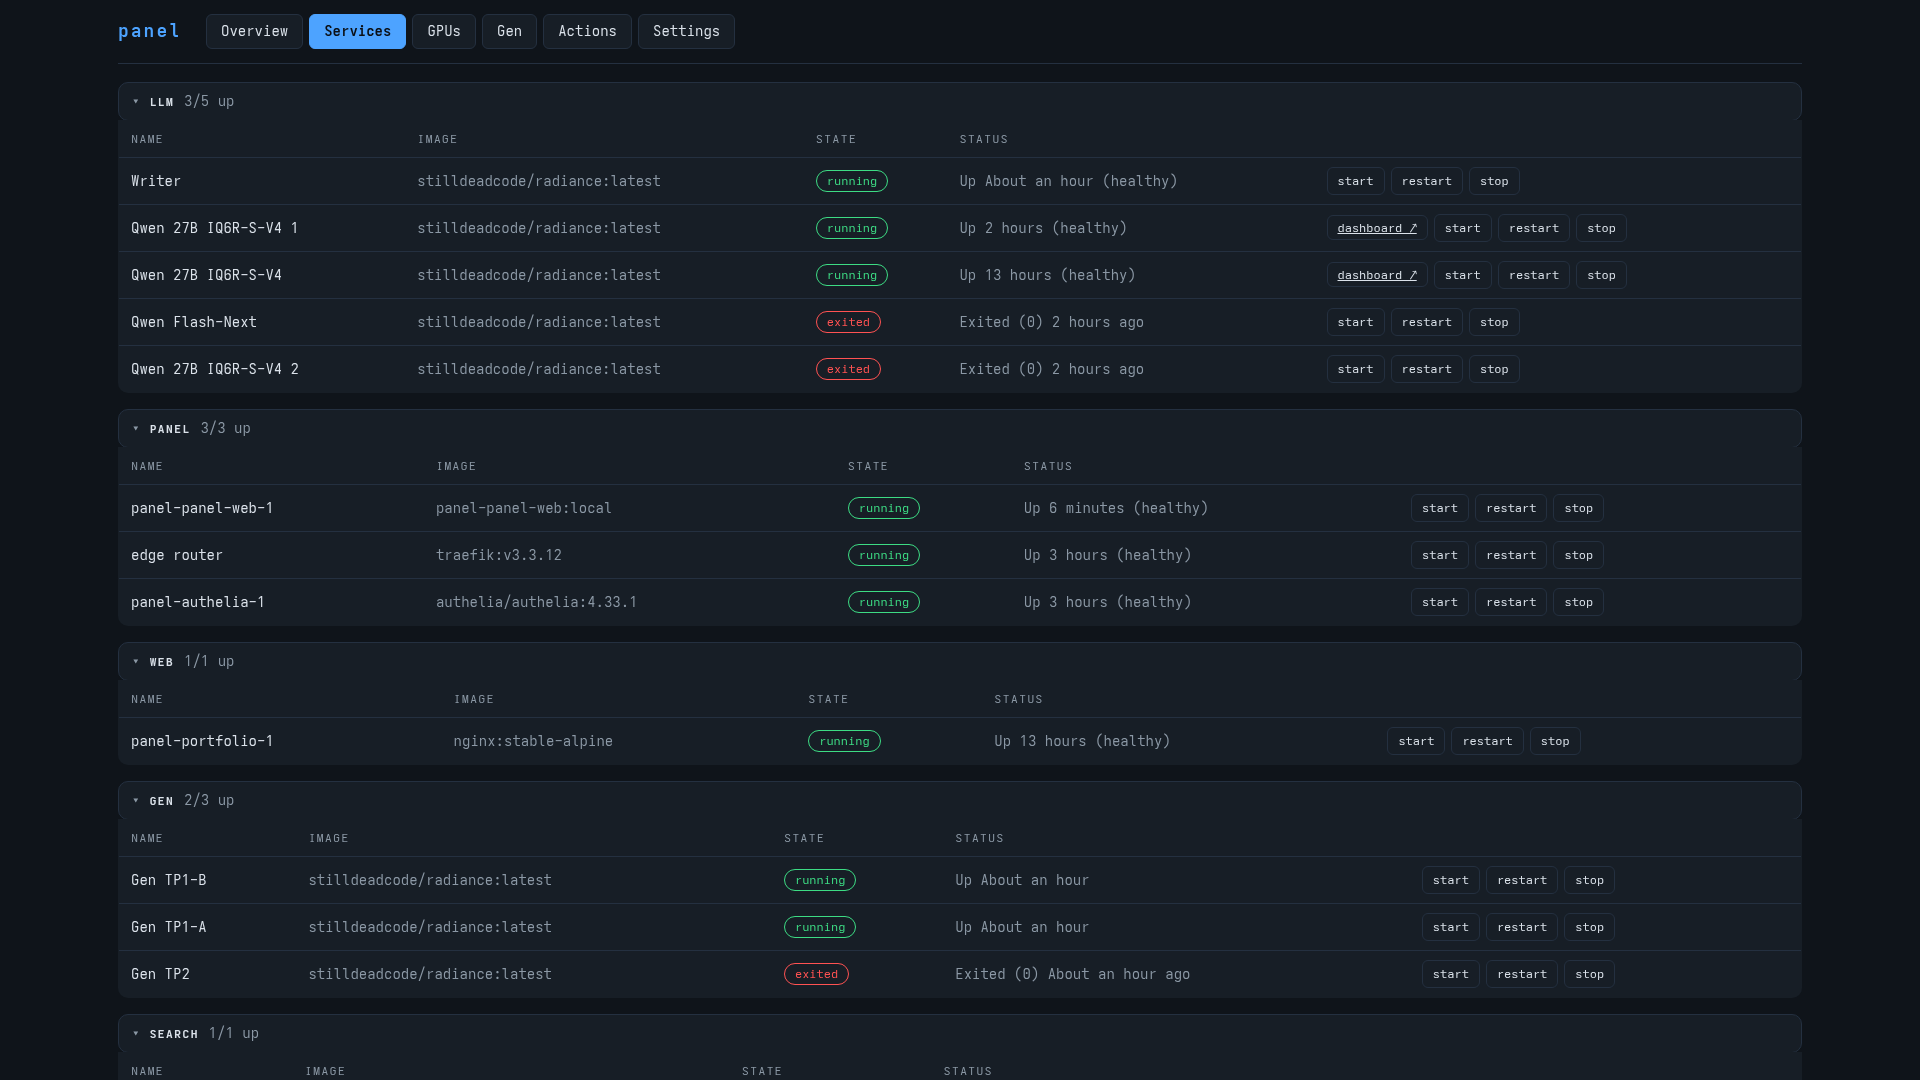 panel Overview Services GPUs Gen Actions Settings
▾ LLM 3/5 up
NAME IMAGE STATE STATUS
Writer stilldeadcode/radiance:latest running Up About an hour (healthy) start restart stop
Qwen 27B IQ6R-S-V4 1 stilldeadcode/radiance:latest running Up 2 hours (healthy) dashboard ↗ start restart stop
Qwen 27B IQ6R-S-V4 stilldeadcode/radiance:latest running Up 13 hours (healthy) dashboard ↗ start restart stop
Qwen Flash-Next stilldeadcode/radiance:latest exited Exited (0) 2 hours ago start restart stop
Qwen 27B IQ6R-S-V4 2 stilldeadcode/radiance:latest exited Exited (0) 2 hours ago start restart stop
▾ PANEL 3/3 up
NAME IMAGE STATE STATUS
panel-panel-web-1 panel-panel-web:local running Up 6 minutes (healthy) start restart stop
edge router traefik:v3.3.12 running Up 3 hours (healthy) start restart stop
panel-authelia-1 authelia/authelia:4.33.1 running Up 3 hours (healthy) start restart stop
▾ WEB 1/1 up
NAME IMAGE STATE STATUS
panel-portfolio-1 nginx:stable-alpine running Up 13 hours (healthy) start restart stop
▾ GEN 2/3 up
NAME IMAGE STATE STATUS
Gen TP1-B stilldeadcode/radiance:latest running Up About an hour start restart stop
Gen TP1-A stilldeadcode/radiance:latest running Up About an hour start restart stop
Gen TP2 stilldeadcode/radiance:latest exited Exited (0) About an hour ago start restart stop
▾ SEARCH 1/1 up
NAME IMAGE STATE STATUS